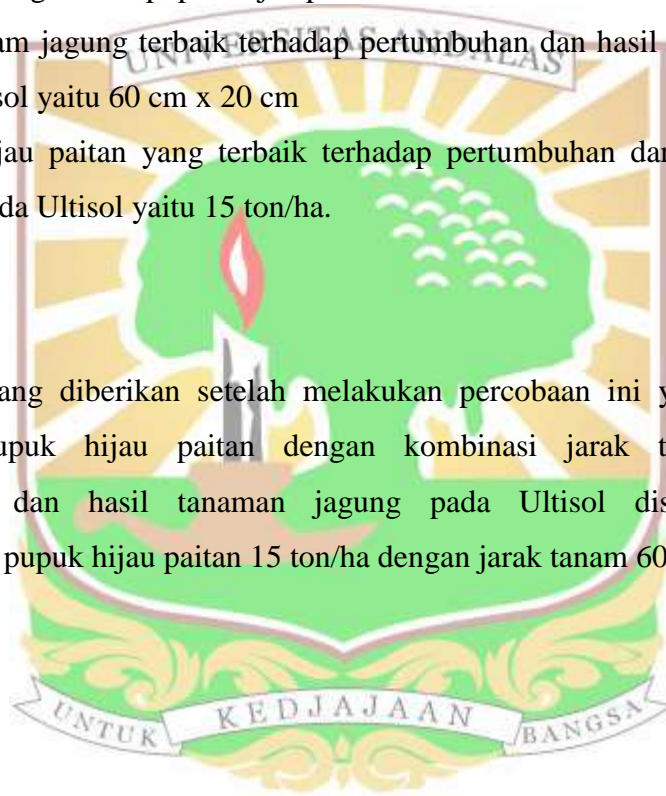 am jagung terbaik terhadap pertumbuhan dan hasil
UNIVERSITAS ANDALAS
sol yaitu 60 cm x 20 cm
jau paitan yang terbaik terhadap pertumbuhan dan
da Ultisol yaitu 15 ton/ha.
ang diberikan setelah melakukan percobaan ini y
upuk hijau paitan dengan kombinasi jarak t
dan hasil tanaman jagung pada Ultisol dis
pupuk hijau paitan 15 ton/ha dengan jarak tanam 60
UNTUK KEDJAJAAN BANGSA